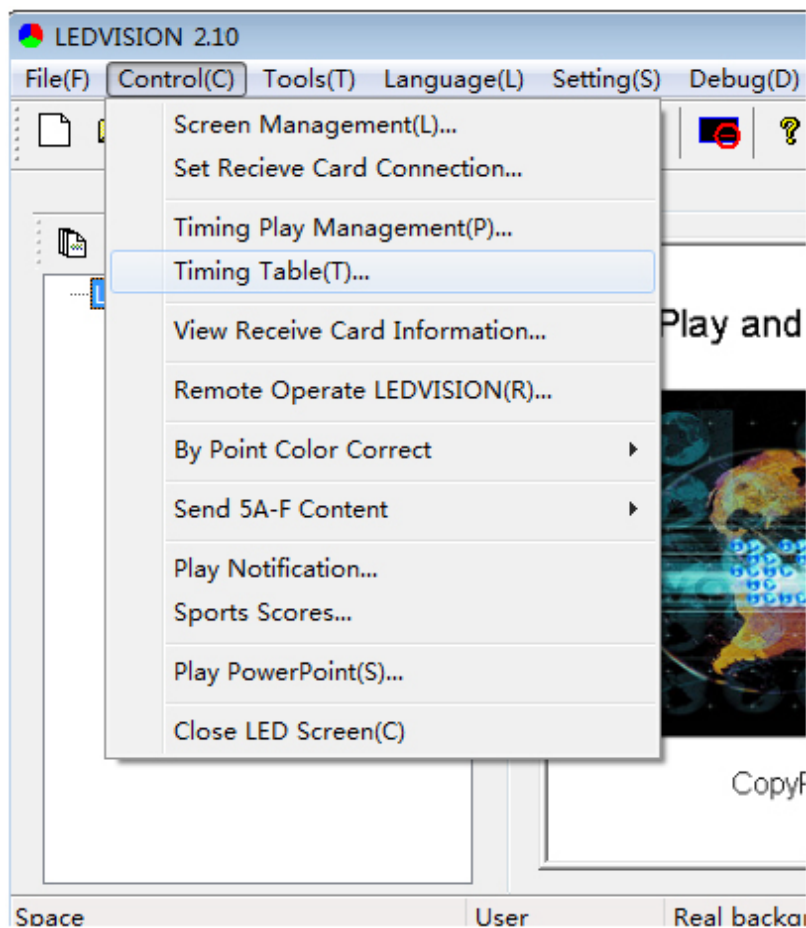 LEDVISION 2.10
File(F) Control(C) Tools(T) Language(L) Setting(S) Debug(D)
Screen Management(L)...
Set Recieve Card Connection...
Timing Play Management(P)...
Timing Table(T)...
View Receive Card Information...
Play and
Remote Operate LEDVISION(R)...
By Point Color Correct
Send 5A-F Content
Play Notification...
Sports Scores...
Play PowerPoint(S)...
Close LED Screen(C)
Space User Real